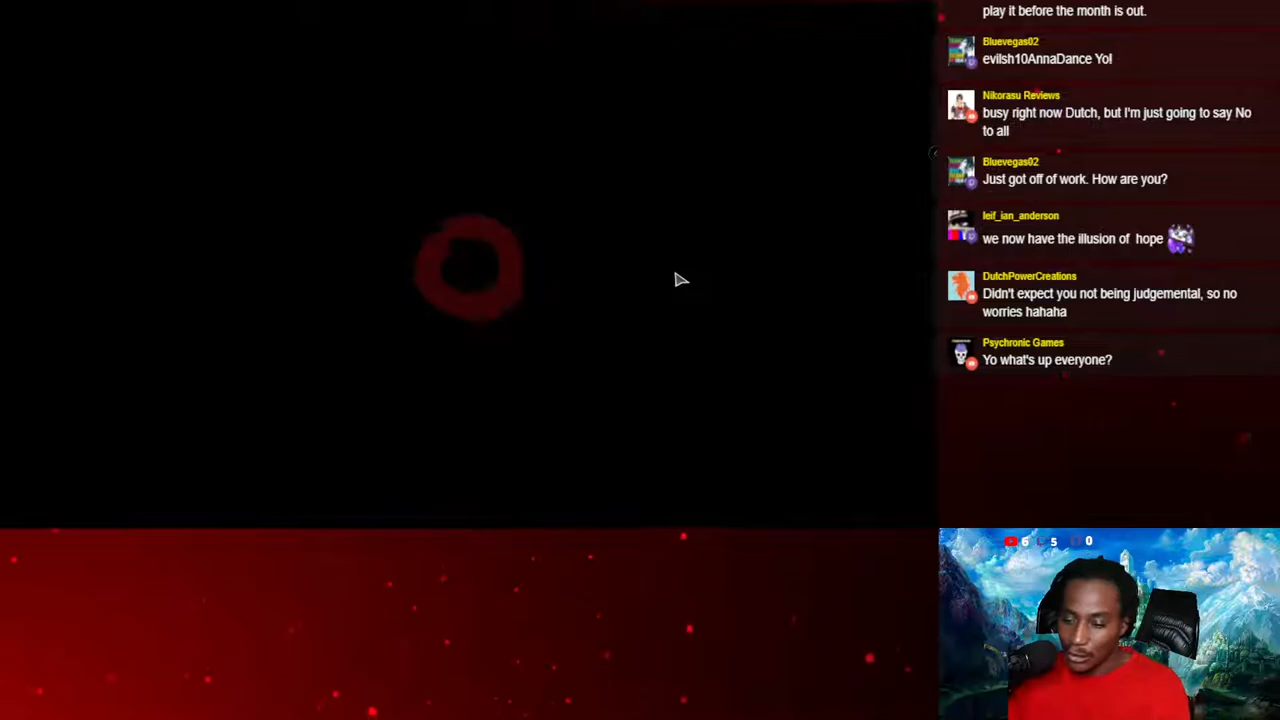 play it before the month is out.
Bluevegas02
evilsh10AnnaDance Yo!
Nikorasu Reviews
busy right now Dutch, but I'm just going to say No
to all
Bluevegas02
Just got off of work. How are you?
leif_ian_anderson
we now have the illusion of hope
DutchPowerCreations
Didn't expect you not being judgemental, so no
worries hahaha
Psychronic Games
Yo what's up everyone?
6 5 0